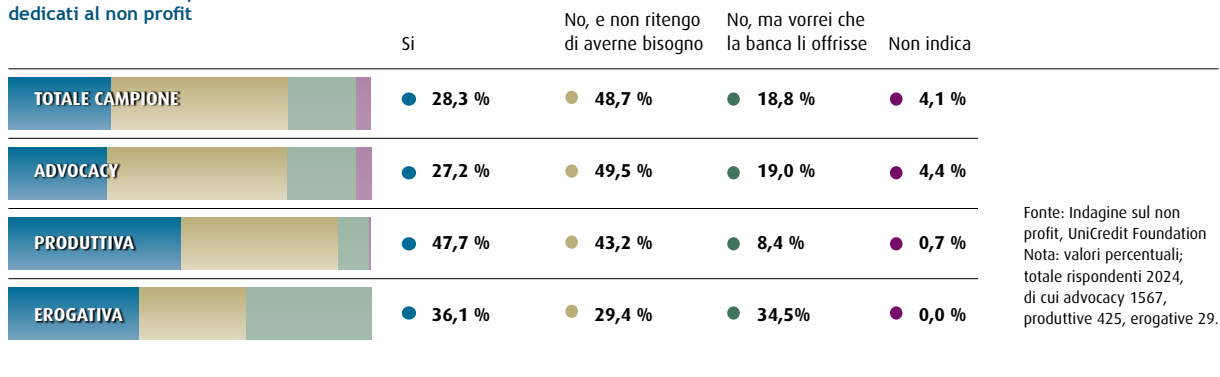 dedicati al non profit
Si
No, e non ritengo
di averne bisogno
No, ma vorrei che
la banca li offrisse
Non indica
TOTALE CAMPIONE 28,3 % 48,7 % 18,8 % 4,1 %
ADVOCACY 27,2 % 49,5 % 19,0 % 4,4 %
PRODUTTIVA 47,7 % 43,2 % 8,4 % 0,7 %
EROGATIVA 36,1 % 29,4 % 34,5% 0,0 %
Fonte: Indagine sul non
profit, UniCredit Foundation
Nota: valori percentuali;
totale rispondenti 2024,
di cui advocacy 1567,
produttive 425, erogative 29.